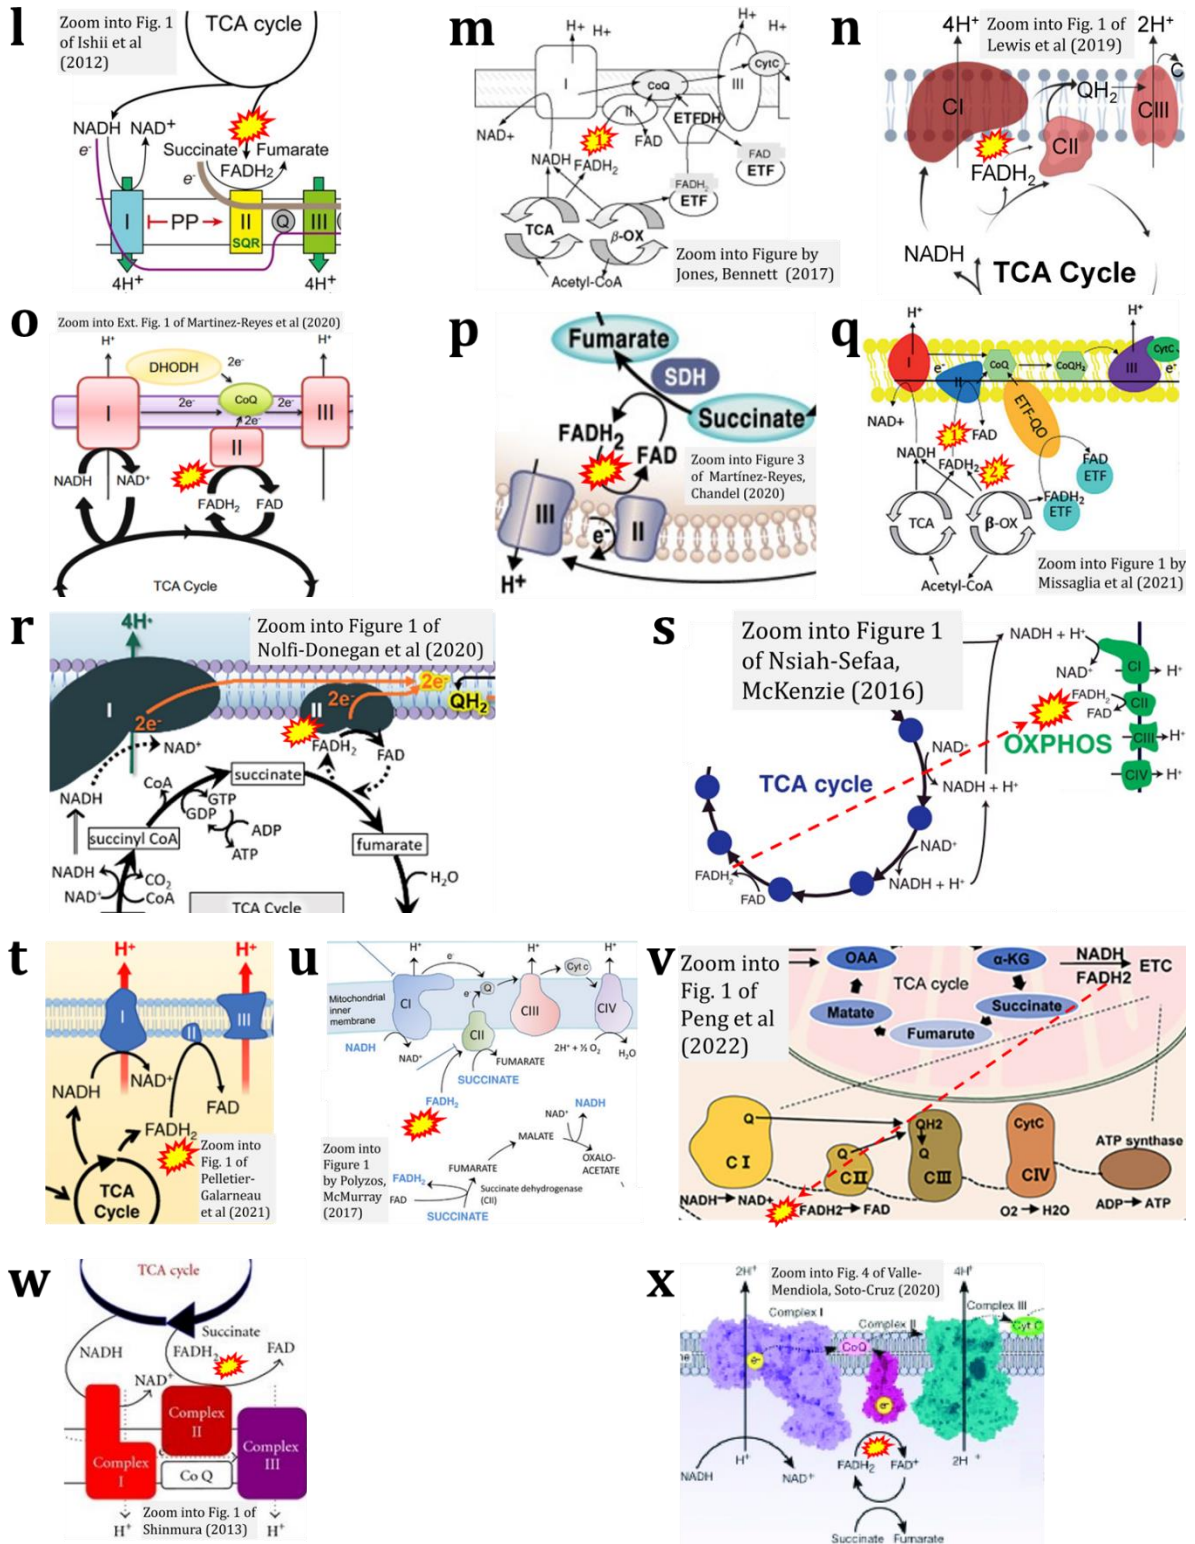 l
Zoom into Fig. 1
of Ishii et al
(2012)
TCA cycle
NADH NAD⁺
e⁻
Succinate Fumarate
FADH2
e⁻
I
PP
II
SQR
Q
III
4H⁺
4H⁺
m
H+ H+
H+ H+
I
CoQ
II
ETFDH
III
CytC
NAD+
1
FAD
NADH FADH₂
FADH₂
ETF
FAD
ETF
TCA
β-OX
Acetyl-CoA
Zoom into Figure by
Jones, Bennett (2017)
n
4H⁺
Zoom into Fig. 1 of
Lewis et al (2019)
2H⁺
C
CI
QH₂
CIII
CII
FADH₂
NADH
TCA Cycle
o
Zoom into Ext. Fig. 1 of Martinez-Reyes et al (2020)
H⁺
H⁺
DHODH
2e⁻
I
2e⁻
CoQ
2e⁻
III
2e⁻
II
NADH
NAD⁺
FADH₂
FAD
TCA Cycle
p
Fumarate
SDH
Succinate
FADH₂
FAD
Zoom into Figure 3
of Martínez-Reyes,
Chandel (2020)
III
e⁻
II
H⁺
q
H⁺
H⁺
I
e⁻
II
CoQ
CoQH₂
III
CytC
e⁻
NAD+
1
FAD
ETF-QO
NADH
FADH₂
2
FAD
ETF
FADH₂
ETF
TCA
β-OX
Acetyl-CoA
Zoom into Figure 1 by
Missaglia et al (2021)
r
4H⁺
Zoom into Figure 1 of
Nolfi-Donegan et al (2020)
I
2e⁻
II
2e⁻
2e⁻
QH₂
NAD⁺
FADH₂
FAD
NADH
CoA
succinate
GTP
GDP
ADP
ATP
succinyl CoA
fumarate
NADH
NAD⁺
CO₂
CoA
H₂O
TCA Cycle
s
Zoom into Figure 1
of Nsiah-Sefaa,
McKenzie (2016)
NADH + H⁺
NAD⁺
CI
H⁺
FADH₂
FAD
CII
OXPHOS
CIII
H⁺
CIV
H⁺
TCA cycle
NAD⁺
NADH + H⁺
NAD⁺
NADH + H⁺
FADH₂
FAD
t
H⁺
H⁺
I
II
III
NADH
NAD⁺
FAD
FADH₂
TCA
Cycle
Zoom into
Fig. 1 of
Pelletier-
Galarneau
et al (2021)
u
H⁺
e⁻
H⁺
H⁺
Cyt c
Mitochondrial
inner
membrane
CI
e⁻
Q
CIII
CIV
CII
NADH
NAD⁺
FUMARATE
2H⁺ + ½ O₂
H₂O
SUCCINATE
FADH₂
NADH
NAD⁺
MALATE
OXALO-
ACETATE
Zoom into
Figure 1
by Polyzos,
McMurray
(2017)
FADH₂
FUMARATE
FAD
Succinate dehydrogenase
(CII)
SUCCINATE
v
Zoom into
Fig. 1 of
Peng et al
(2022)
OAA
α-KG
NADH
FADH2
ETC
TCA cycle
Matate
Succinate
Fumarute
Q
QH2
CytC
Q
Q
C I
CII
CIII
CIV
ATP synthase
NADH NAD+
FADH2 FAD
O2 H2O
ADP ATP
w
TCA cycle
Succinate
NADH
FADH₂
FAD
NAD⁺
Complex
II
Complex
I
Co Q
Complex
III
H⁺
Zoom into Fig. 1 of
Shinmura (2013)
H⁺
x
2H⁺
Zoom into Fig. 4 of Valle-
Mendiola, Soto-Cruz (2020)
4H⁺
Complex I
Complex II
Complex III
Cyt C
CoQ
e⁻
e⁻
NADH
H⁺
NAD⁺
FADH₂
FAD⁺
2H⁺
Succinate
Fumarate